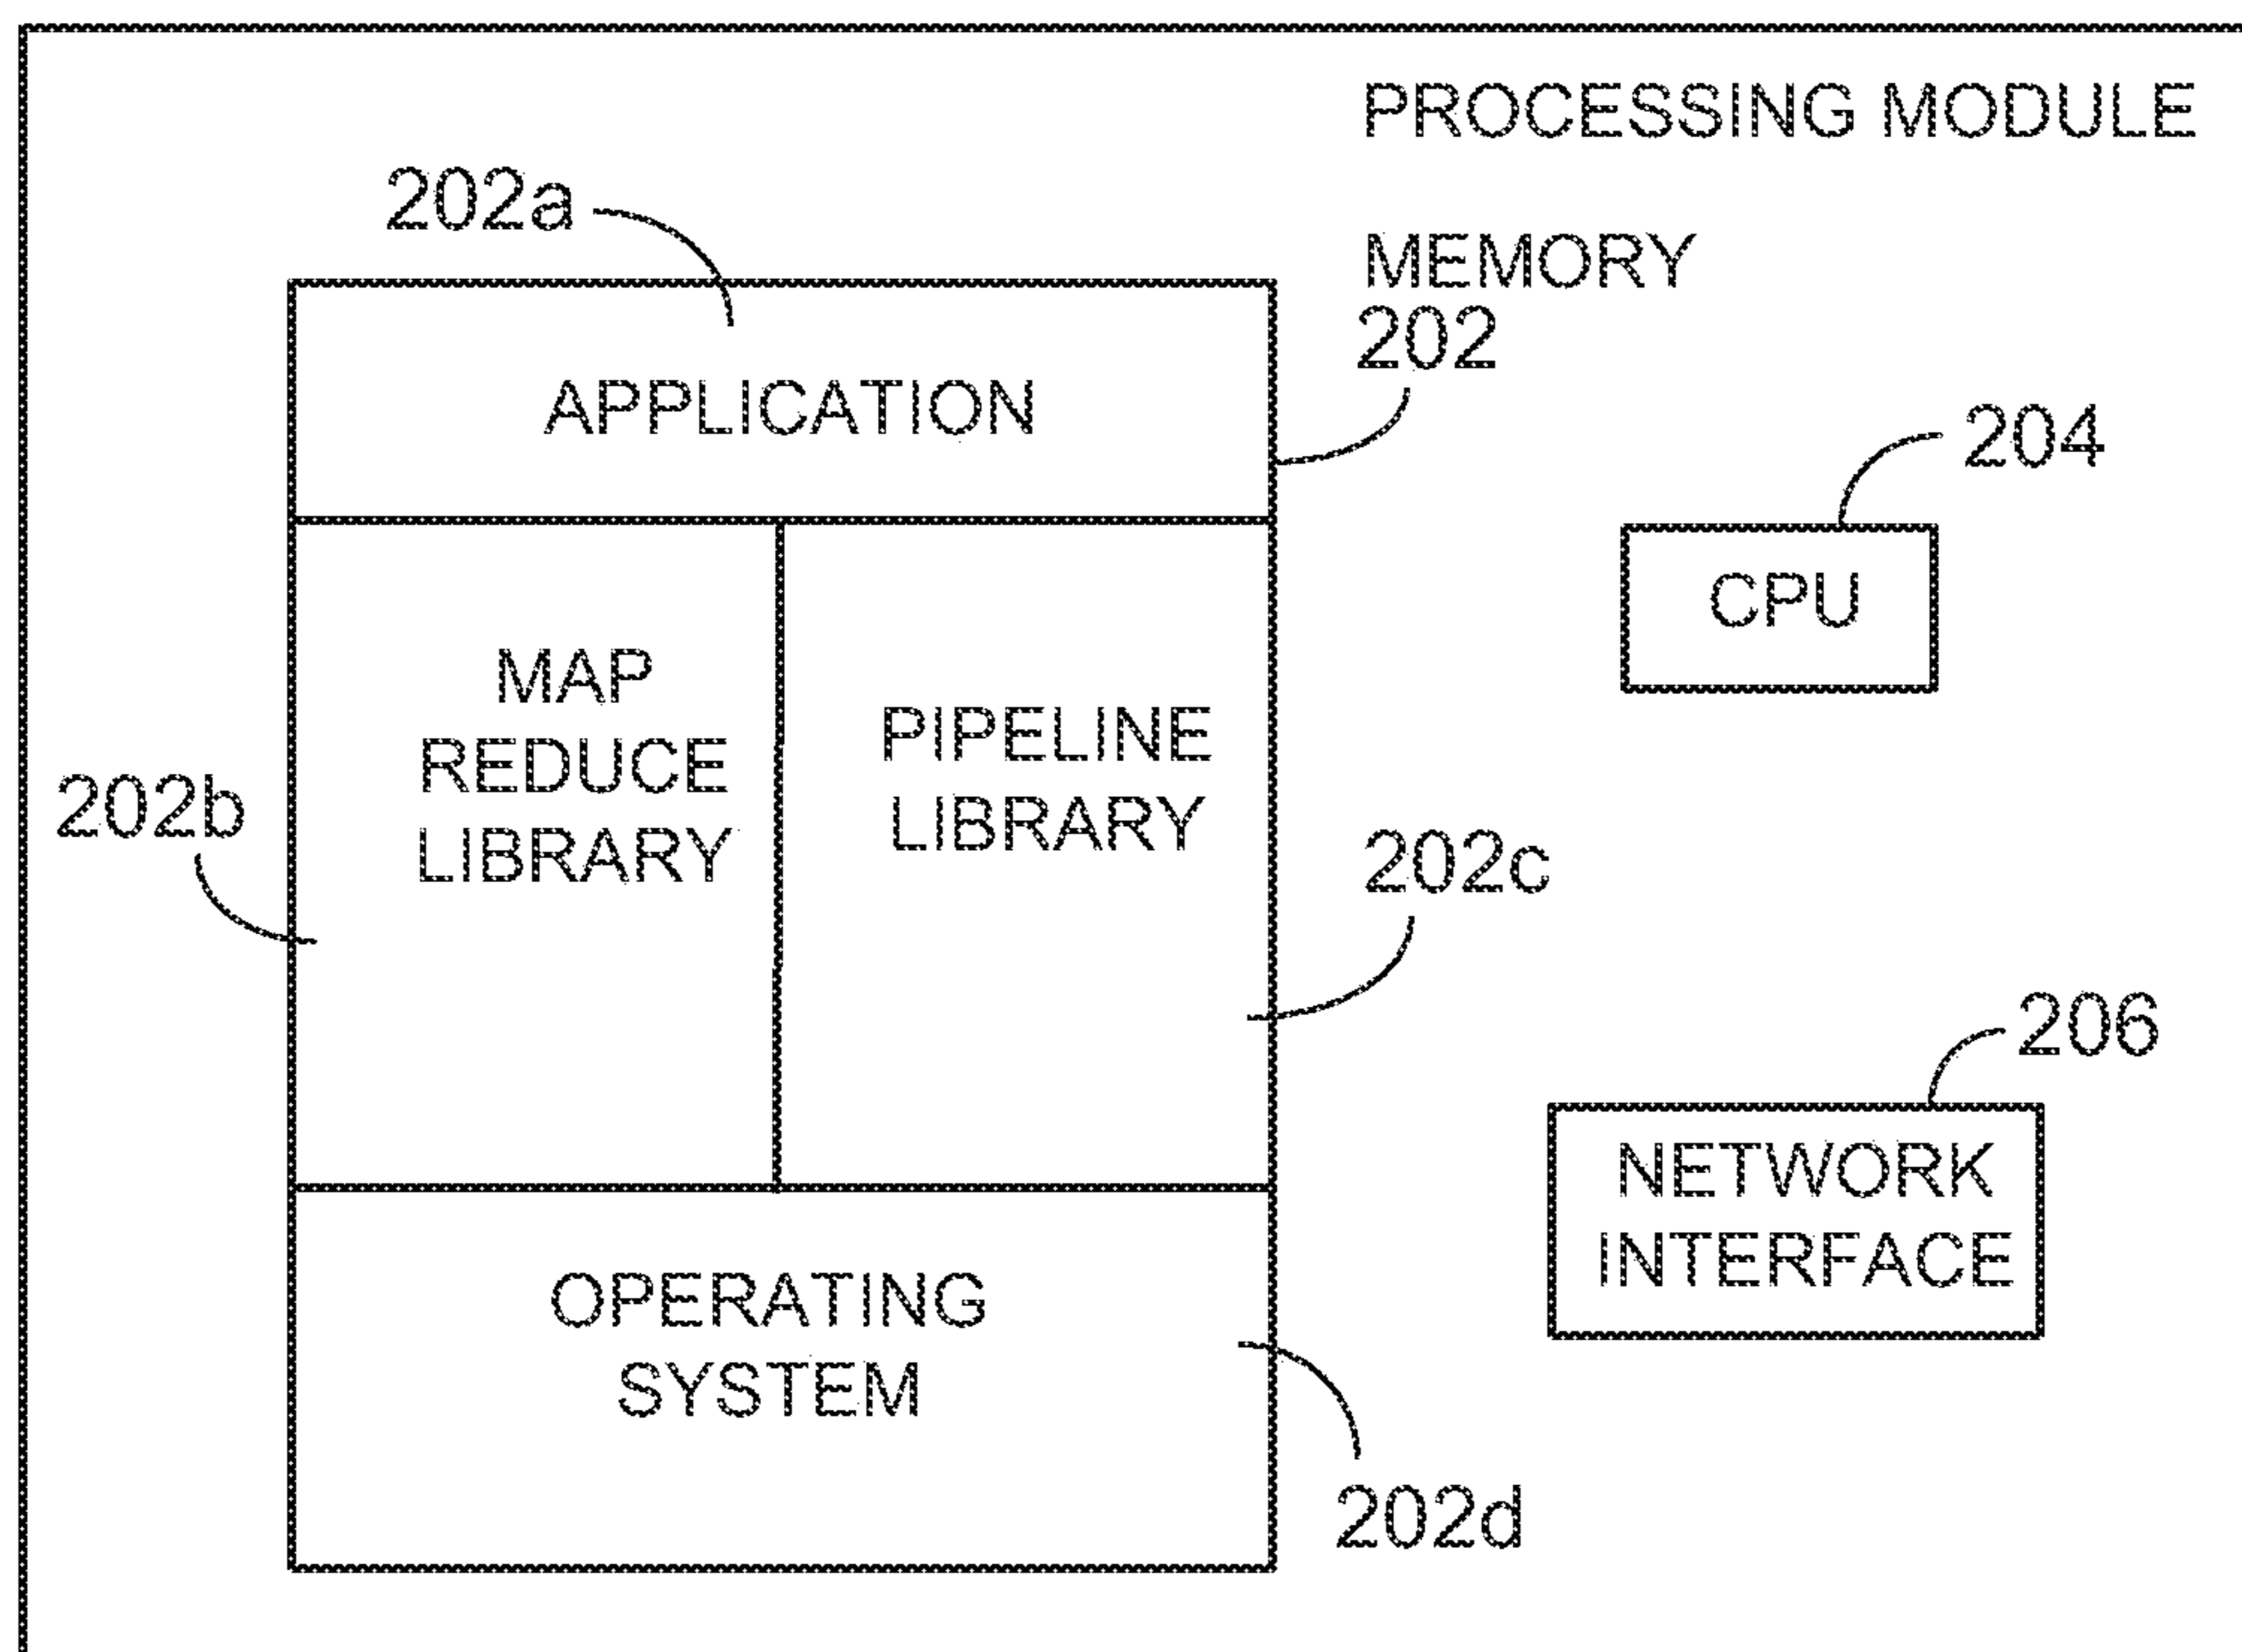 PROCESSING MODULE
202a
MEMORY
202
APPLICATION
204
CPU
MAP
REDUCE
LIBRARY
PIPELINE
LIBRARY
202b
202c
206
NETWORK
INTERFACE
OPERATING
SYSTEM
202d